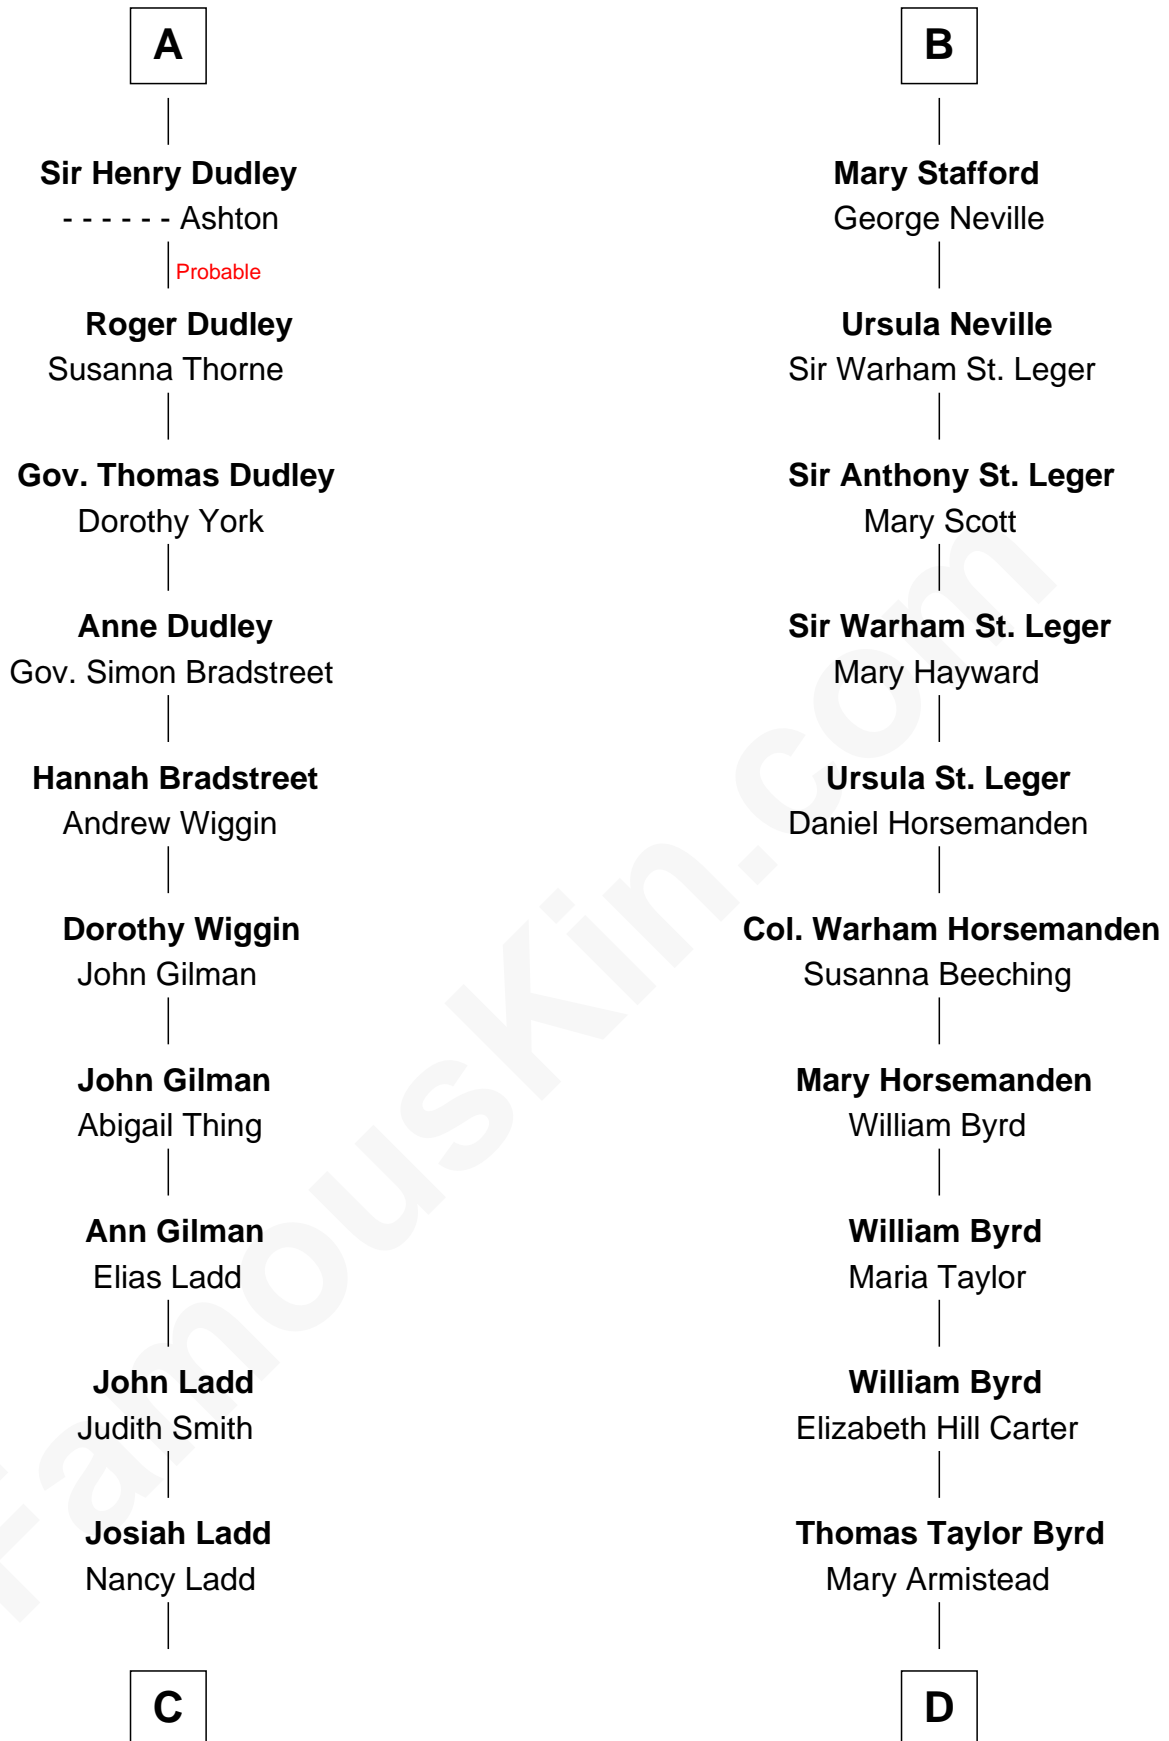 A
Sir Henry Dudley
- - - - - - Ashton
Probable
Roger Dudley
Susanna Thorne
Gov. Thomas Dudley
Dorothy York
Anne Dudley
Gov. Simon Bradstreet
Hannah Bradstreet
Andrew Wiggin
Dorothy Wiggin
John Gilman
John Gilman
Abigail Thing
Ann Gilman
Elias Ladd
John Ladd
Judith Smith
Josiah Ladd
Nancy Ladd
C
B
Mary Stafford
George Neville
Ursula Neville
Sir Warham St. Leger
Sir Anthony St. Leger
Mary Scott
Sir Warham St. Leger
Mary Hayward
Ursula St. Leger
Daniel Horsemanden
Col. Warham Horsemanden
Susanna Beeching
Mary Horsemanden
William Byrd
William Byrd
Maria Taylor
William Byrd
Elizabeth Hill Carter
Thomas Taylor Byrd
Mary Armistead
D
FamousKin.com